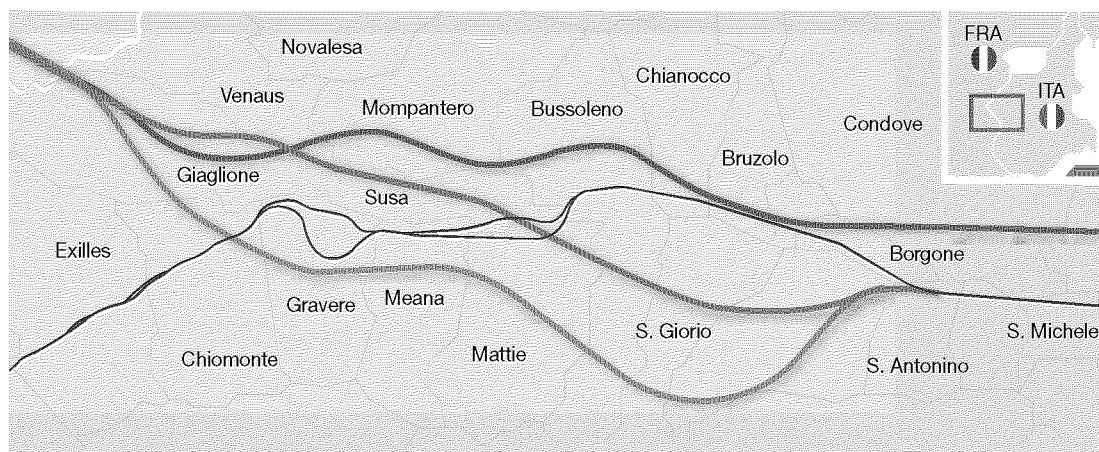 FRA
Novalesa
Chianocco
ITA
Venaus
Mompantero
Bussoleno
Condove
Bruzolo
Giaglione
Susa
Exilles
Borgone
Gravere
Meana
S. Giorio
S. Michele
Chiomonte
Mattie
S. Antonino